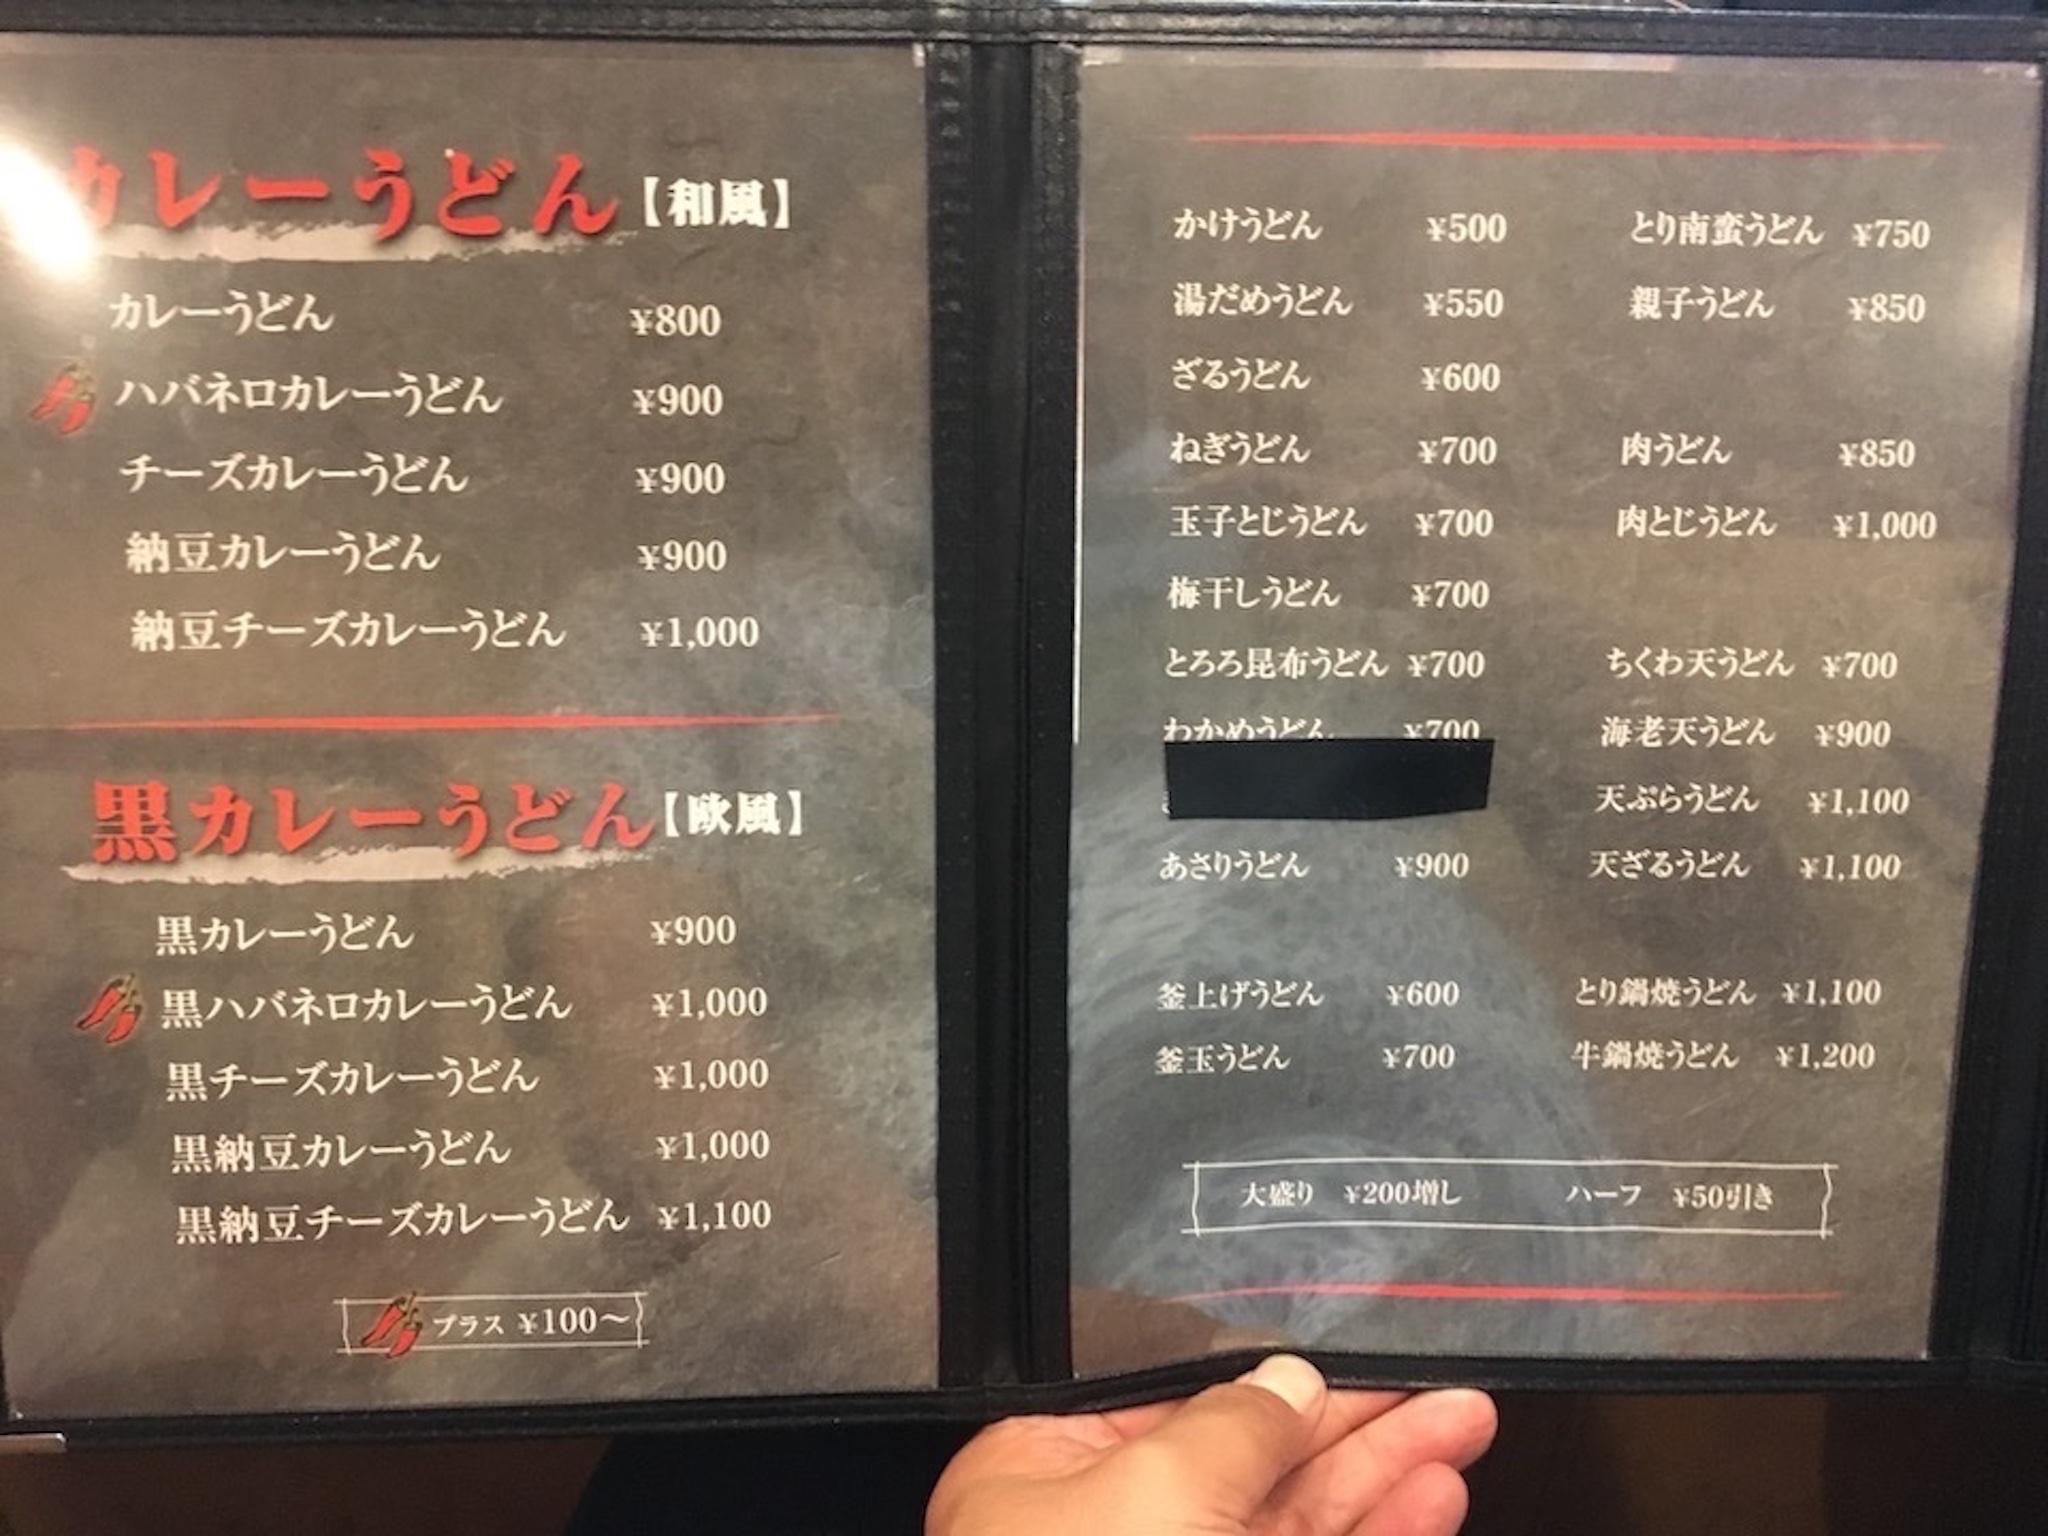 カレーうどん【和風】
カレーうどん ¥800
ハバネロカレーうどん ¥900
チーズカレーうどん ¥900
納豆カレーうどん ¥900
納豆チーズカレーうどん ¥1,000
黒カレーうどん【欧風】
黒カレーうどん ¥900
黒ハバネロカレーうどん ¥1,000
黒チーズカレーうどん ¥1,000
黒納豆カレーうどん ¥1,000
黒納豆チーズカレーうどん ¥1,100
プラス ¥100〜
かけうどん ¥500
湯だめうどん ¥550
ざるうどん ¥600
ねぎうどん ¥700
玉子とじうどん ¥700
梅干しうどん ¥700
とろろ昆布うどん ¥700
わかめうどん ¥700
あさりうどん ¥900
釜上げうどん ¥600
釜玉うどん ¥700
とり南蛮うどん ¥750
親子うどん ¥850
肉うどん ¥850
肉とじうどん ¥1,000
ちくわ天うどん ¥700
海老天うどん ¥900
天ぷらうどん ¥1,100
天ざるうどん ¥1,100
とり鍋焼うどん ¥1,100
牛鍋焼うどん ¥1,200
大盛り ¥200増し ハーフ ¥50引き